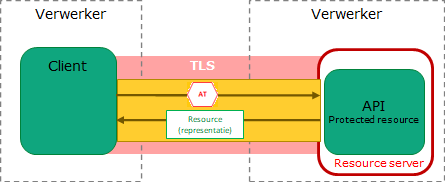 Verwerker
Verwerker
Client
TLS
AT
Resource
(representatie)
API
Protected resource
Resource server